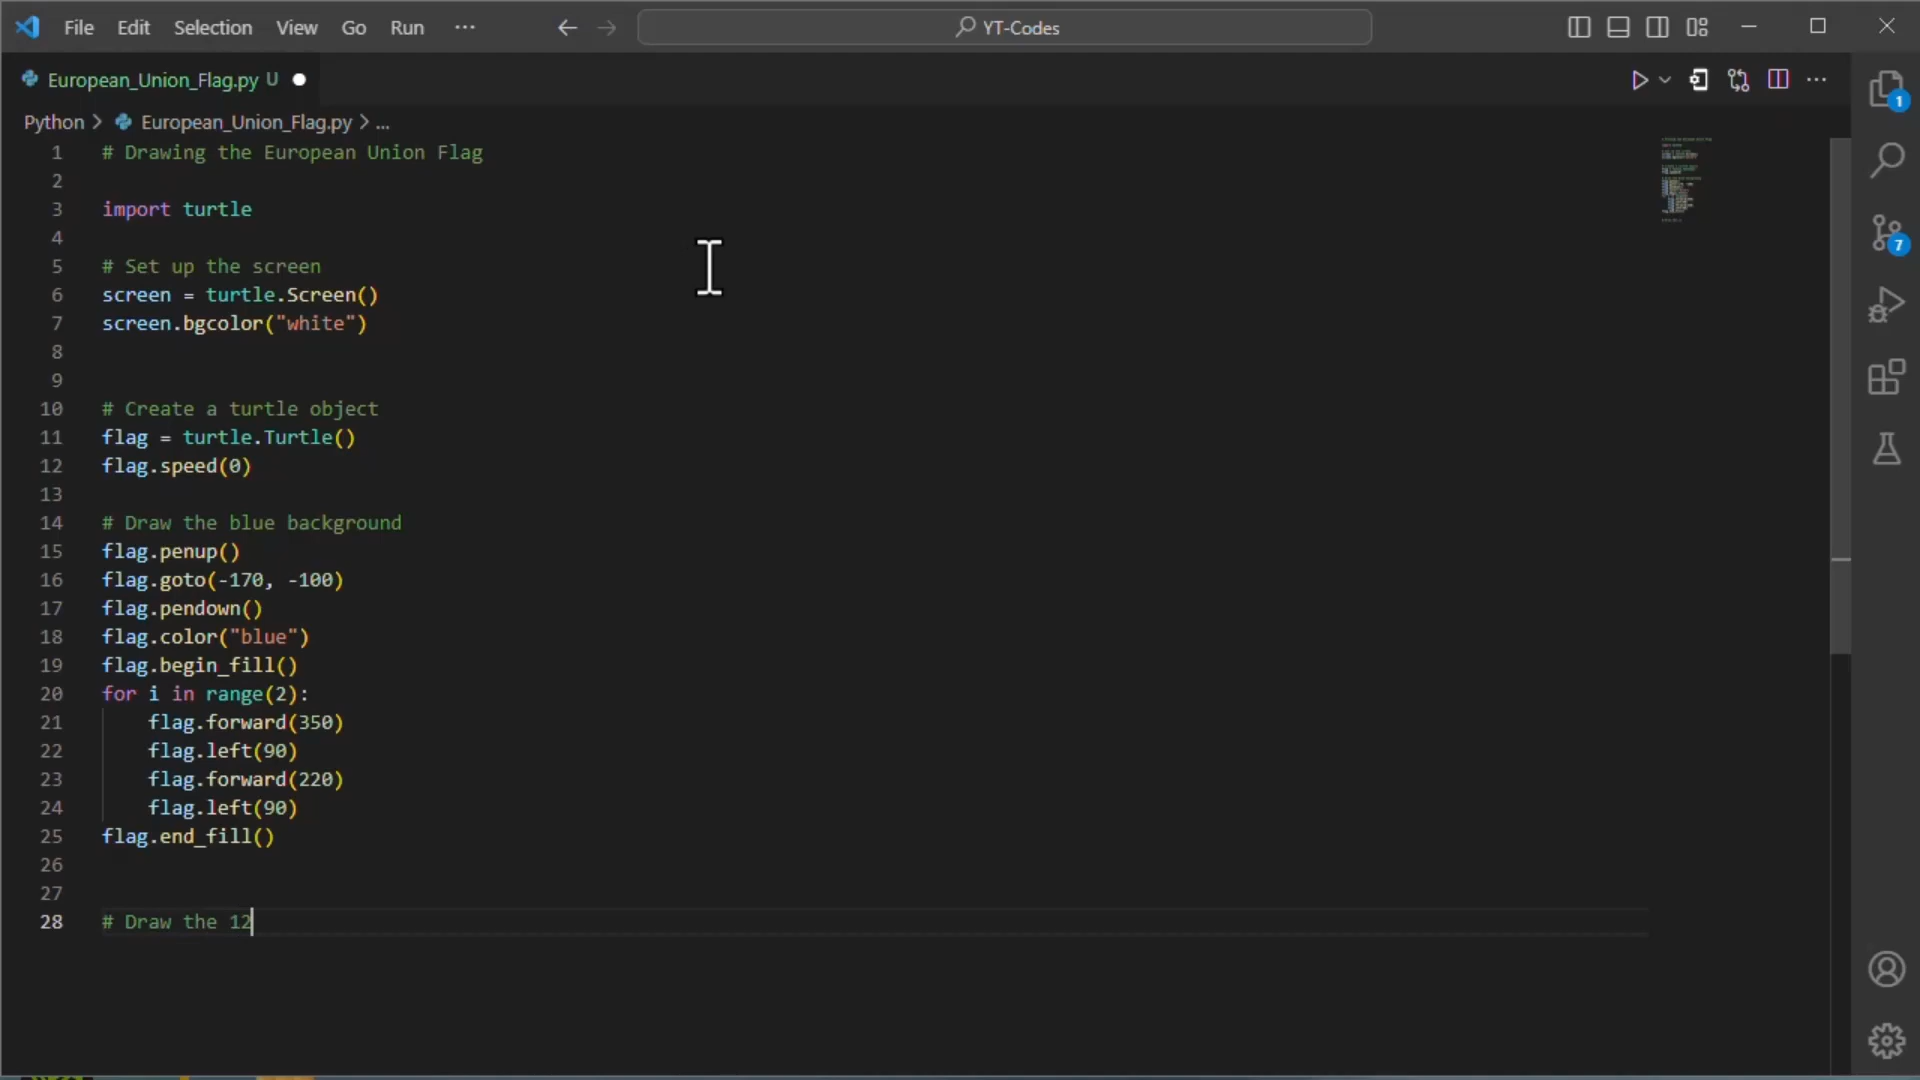 File Edit Selection View Go Run ··· YT-Codes
European_Union_Flag.py U
Python > European_Union_Flag.py > ...
1 # Drawing the European Union Flag
2
3 import turtle
4
5 # Set up the screen
6 screen = turtle.Screen()
7 screen.bgcolor("white")
8
9
10 # Create a turtle object
11 flag = turtle.Turtle()
12 flag.speed(0)
13
14 # Draw the blue background
15 flag.penup()
16 flag.goto(-170, -100)
17 flag.pendown()
18 flag.color("blue")
19 flag.begin_fill()
20 for i in range(2):
21     flag.forward(350)
22     flag.left(90)
23     flag.forward(220)
24     flag.left(90)
25 flag.end_fill()
26
27
28 # Draw the 12
1
7